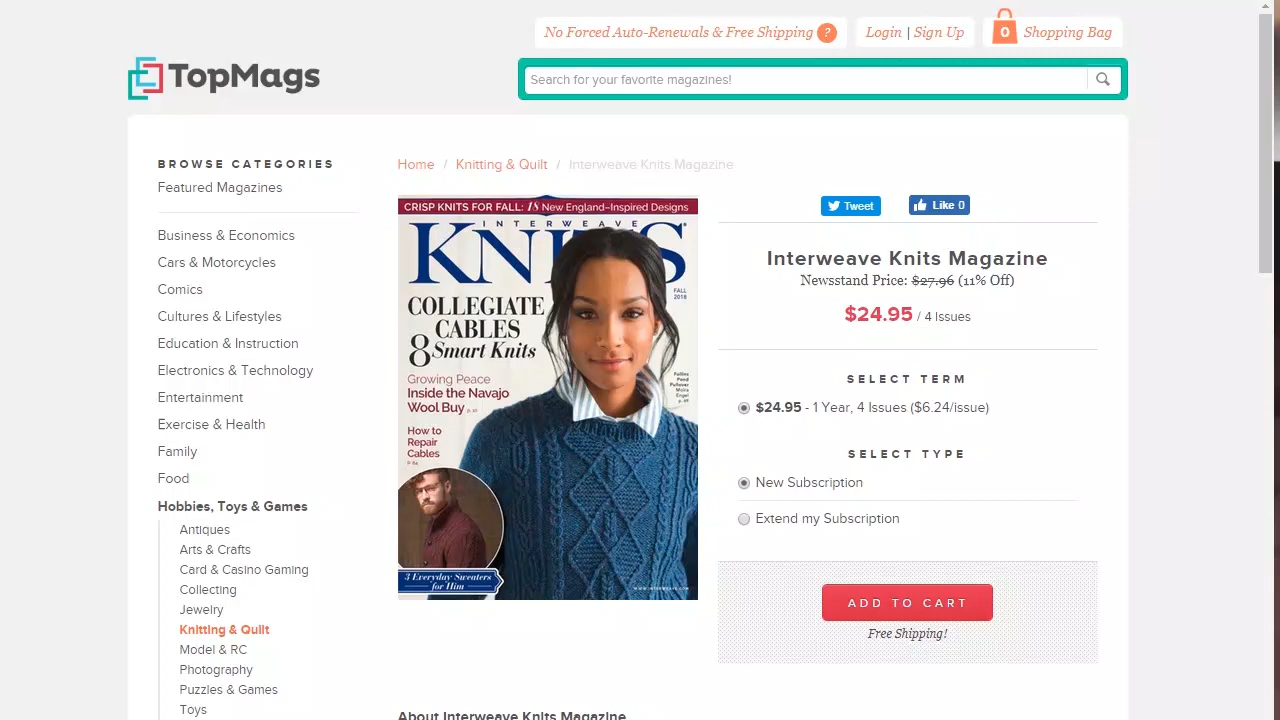 No Forced Auto-Renewals & Free Shipping ?
Login | Sign Up
0 Shopping Bag
TopMags
Search for your favorite magazines!
BROWSE CATEGORIES
Featured Magazines
Business & Economics
Cars & Motorcycles
Comics
Cultures & Lifestyles
Education & Instruction
Electronics & Technology
Entertainment
Exercise & Health
Family
Food
Hobbies, Toys & Games
Antiques
Arts & Crafts
Card & Casino Gaming
Collecting
Jewelry
Knitting & Quilt
Model & RC
Photography
Puzzles & Games
Toys
Home / Knitting & Quilt / Interweave Knits Magazine
CRISP KNITS FOR FALL: 18 New England–Inspired Designs
INTERWEAVE
KNITS
FALL
2018
COLLEGIATE
CABLES
8 Smart Knits
Growing Peace
Inside the Navajo
Wool Buy
How to
Repair
Cables
Pullover
3 Everyday Sweaters
for Him
Tweet
Like 0
Interweave Knits Magazine
Newsstand Price: $27.96 (11% Off)
$24.95 / 4 Issues
SELECT TERM
$24.95 - 1 Year, 4 Issues ($6.24/issue)
SELECT TYPE
New Subscription
Extend my Subscription
ADD TO CART
Free Shipping!
About Interweave Knits Magazine